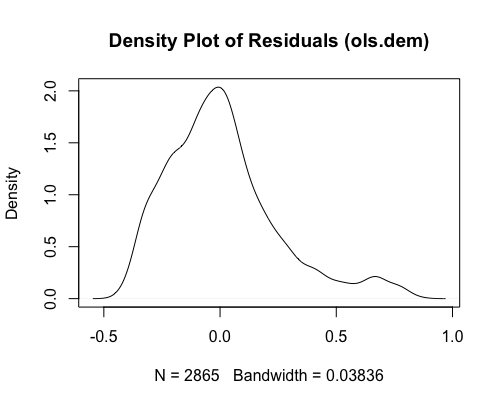 Density Plot of Residuals (ols.dem)
Density
2.0
1.5
1.0
0.5
0.0
-0.5 0.0 0.5 1.0
N = 2865 Bandwidth = 0.03836